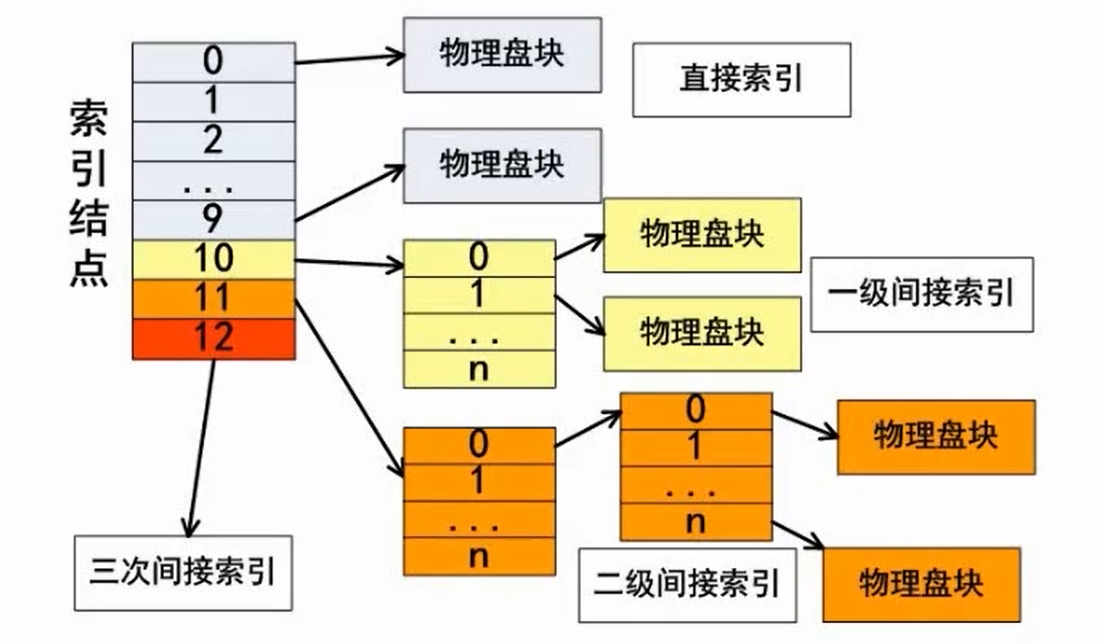 索引结点
0
1
2
...
9
10
11
12
物理盘块
直接索引
物理盘块
0
1
...
n
物理盘块
物理盘块
一级间接索引
0
1
...
n
0
1
...
n
物理盘块
物理盘块
二级间接索引
三次间接索引